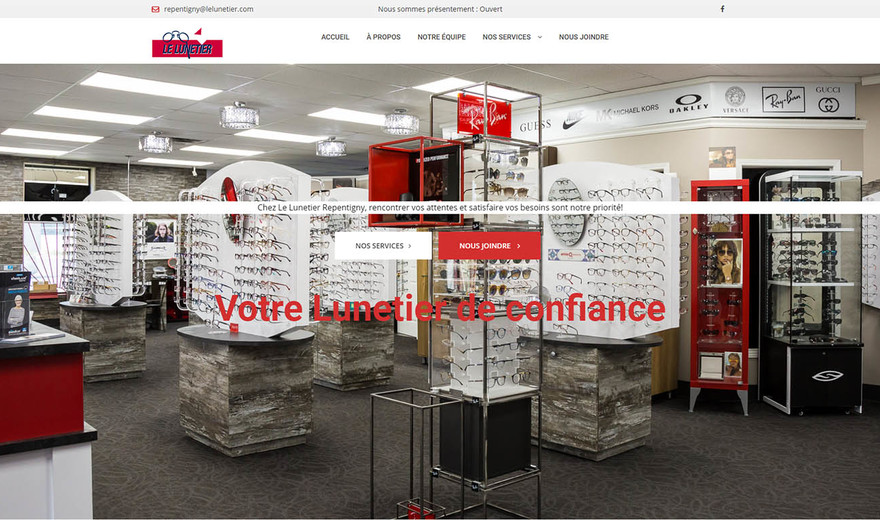 repentigny@lelunetier.com
Nous sommes présentement : Ouvert
LE LUNETIER
ACCUEIL
À PROPOS
NOTRE ÉQUIPE
NOS SERVICES
NOUS JOINDRE
Ray-Ban
GUESS
NIKE
MK MICHAEL KORS
OAKLEY
VERSACE
Ray-Ban
GUCCI
Chez Le Lunetier Repentigny, rencontrer vos attentes et satisfaire vos besoins sont notre priorité!
NOS SERVICES >
NOUS JOINDRE >
Votre Lunetier de confiance